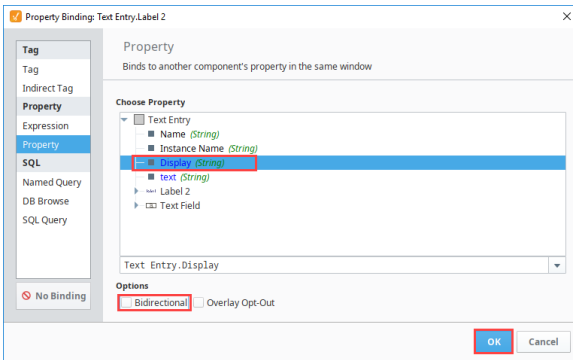 Property Binding: Text Entry.Label 2
Tag
Tag
Indirect Tag
Property
Expression
Property
SQL
Named Query
DB Browse
SQL Query
No Binding
Property
Binds to another component's property in the same window
Choose Property
Text Entry
Name (String)
Instance Name (String)
Display (String)
text (String)
Label 2
Text Field
Text Entry.Display
Options
Bidirectional Overlay Opt-Out
OK Cancel